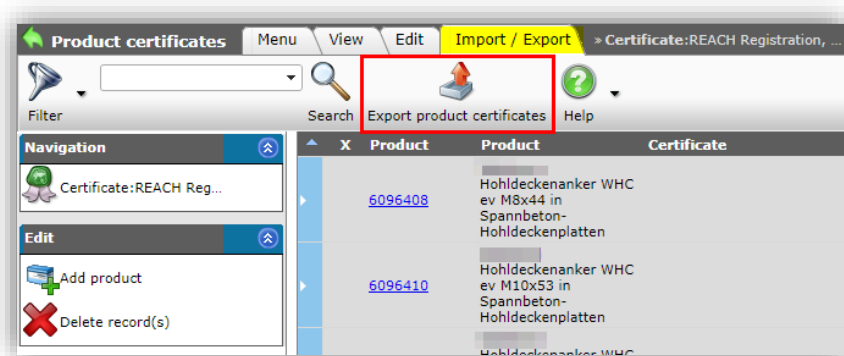 Product certificates Menu View Edit Import / Export » Certificate:REACH Registration, ...
Filter Search Export product certificates Help
Navigation
Certificate:REACH Reg...
Edit
Add product
Delete record(s)
X Product Product Certificate
6096408
Hohldeckenanker WHC
ev M8x44 in
Spannbeton-
Hohldeckenplatten
6096410
Hohldeckenanker WHC
ev M10x53 in
Spannbeton-
Hohldeckenplatten
Hohldeckenanker WHC